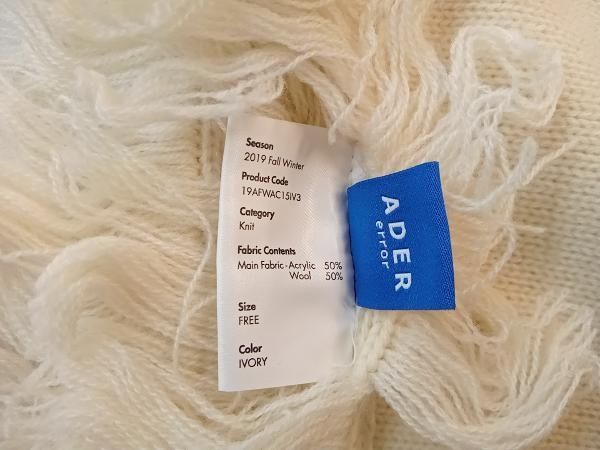 Season
2019 Fall Winter
Product Code
19AFWAC15IV3
Category
Knit
Fabric Contents
Main Fabric - Acrylic 50%
Wool 50%
Size
FREE
Color
IVORY
ADER
error